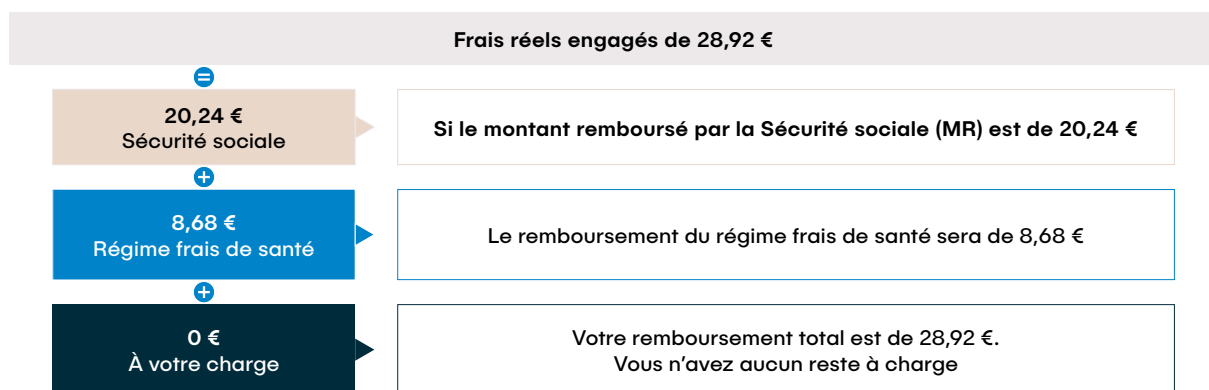 Frais réels engagés de 28,92 €
=
20,24 €
Sécurité sociale
Si le montant remboursé par la Sécurité sociale (MR) est de 20,24 €
+
8,68 €
Régime frais de santé
Le remboursement du régime frais de santé sera de 8,68 €
+
0 €
À votre charge
Votre remboursement total est de 28,92 €.
Vous n’avez aucun reste à charge